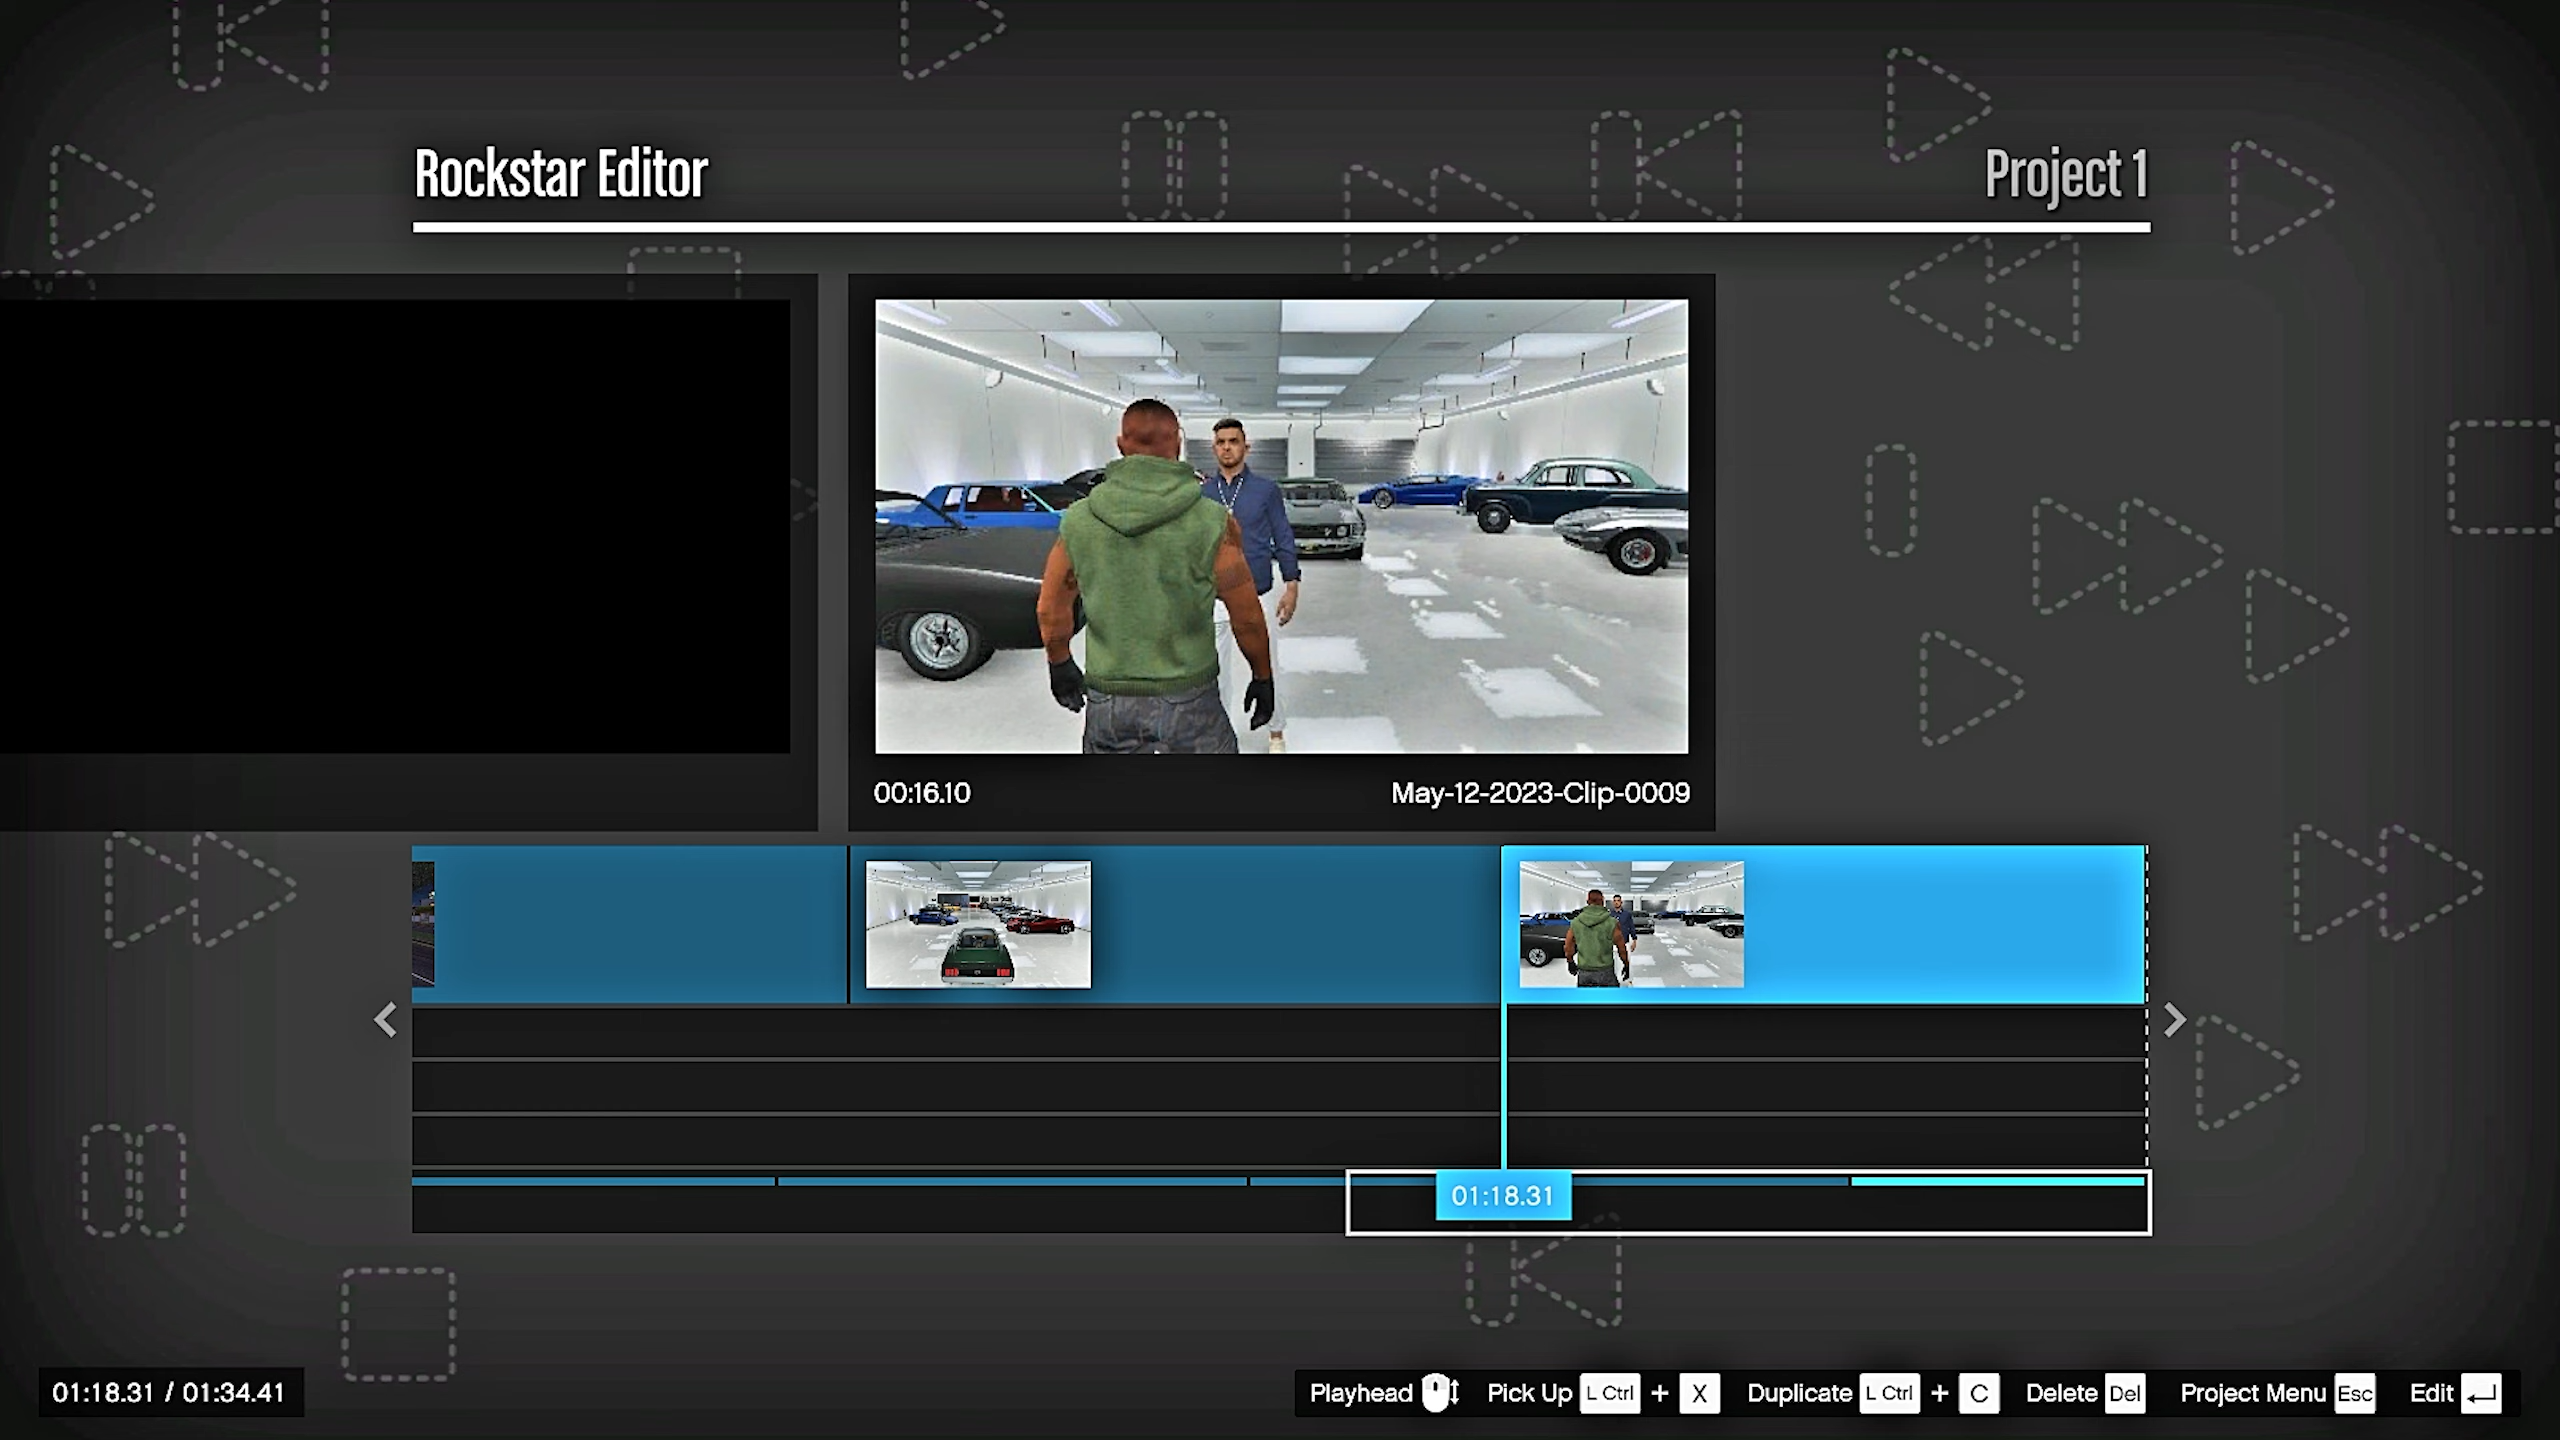 Rockstar Editor
Project 1
00:16.10
May-12-2023-Clip-0009
01:18.31
01:18.31 / 01:34.41
Playhead Pick Up L Ctrl + X Duplicate L Ctrl + C Delete Del Project Menu Esc Edit